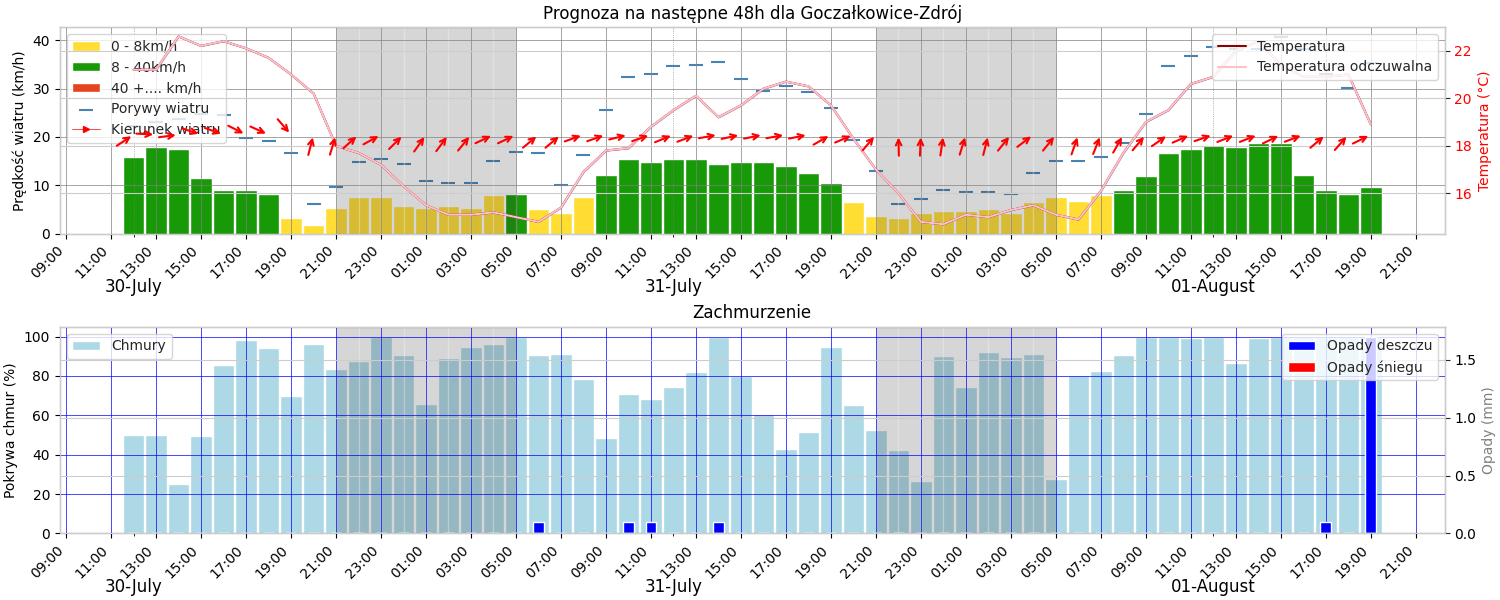 Prognoza na następne 48h dla Goczałkowice-Zdrój
Prędkość wiatru (km/h)
40
30
20
10
0
0 - 8km/h
8 - 40km/h
40 +.... km/h
Porywy wiatru
Kierunek wiatru
Temperatura
Temperatura odczuwalna
22
20
18
16
Temperatura (°C)
09:00 11:00 13:00 15:00 17:00 19:00 21:00 23:00 01:00 03:00 05:00 07:00 09:00 11:00 13:00 15:00 17:00 19:00 21:00 23:00 01:00 03:00 05:00 07:00 09:00 11:00 13:00 15:00 17:00 19:00 21:00
30-July 31-July 01-August
Zachmurzenie
Pokrywa chmur (%)
100
80
60
40
20
0
Chmury
Opady deszczu
Opady śniegu
1.5
1.0
0.5
0.0
Opady (mm)
09:00 11:00 13:00 15:00 17:00 19:00 21:00 23:00 01:00 03:00 05:00 07:00 09:00 11:00 13:00 15:00 17:00 19:00 21:00 23:00 01:00 03:00 05:00 07:00 09:00 11:00 13:00 15:00 17:00 19:00 21:00
30-July 31-July 01-August